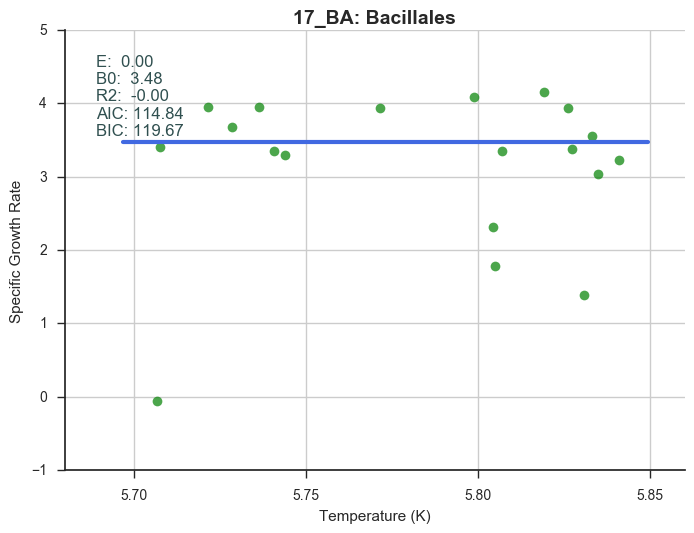 17_BA: Bacillales
E:  0.00
B0:  3.48
R2:  -0.00
AIC: 114.84
BIC: 119.67
5
4
3
2
1
0
−1
Specific Growth Rate
5.70
5.75
5.80
5.85
Temperature (K)